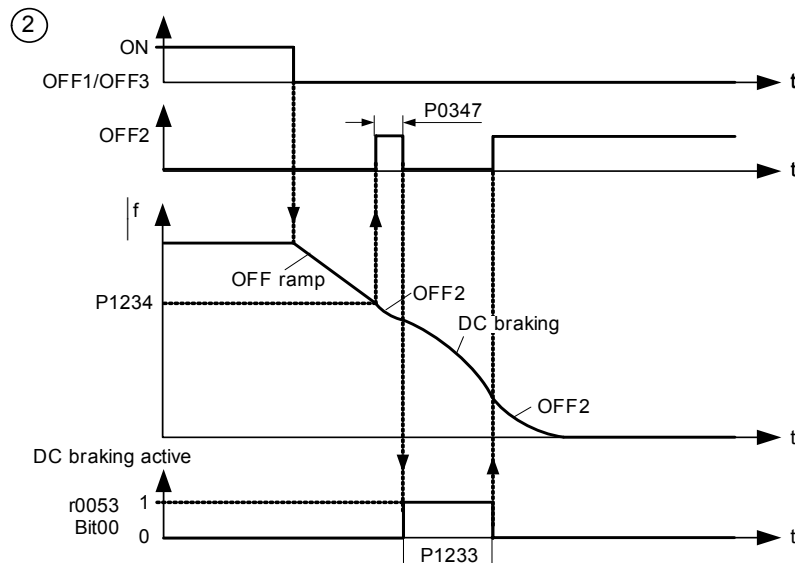 2
ON
OFF1/OFF3
t
P0347
OFF2
t
f
OFF ramp
OFF2
P1234
DC braking
OFF2
t
DC braking active
r0053 1
Bit00
0
t
P1233